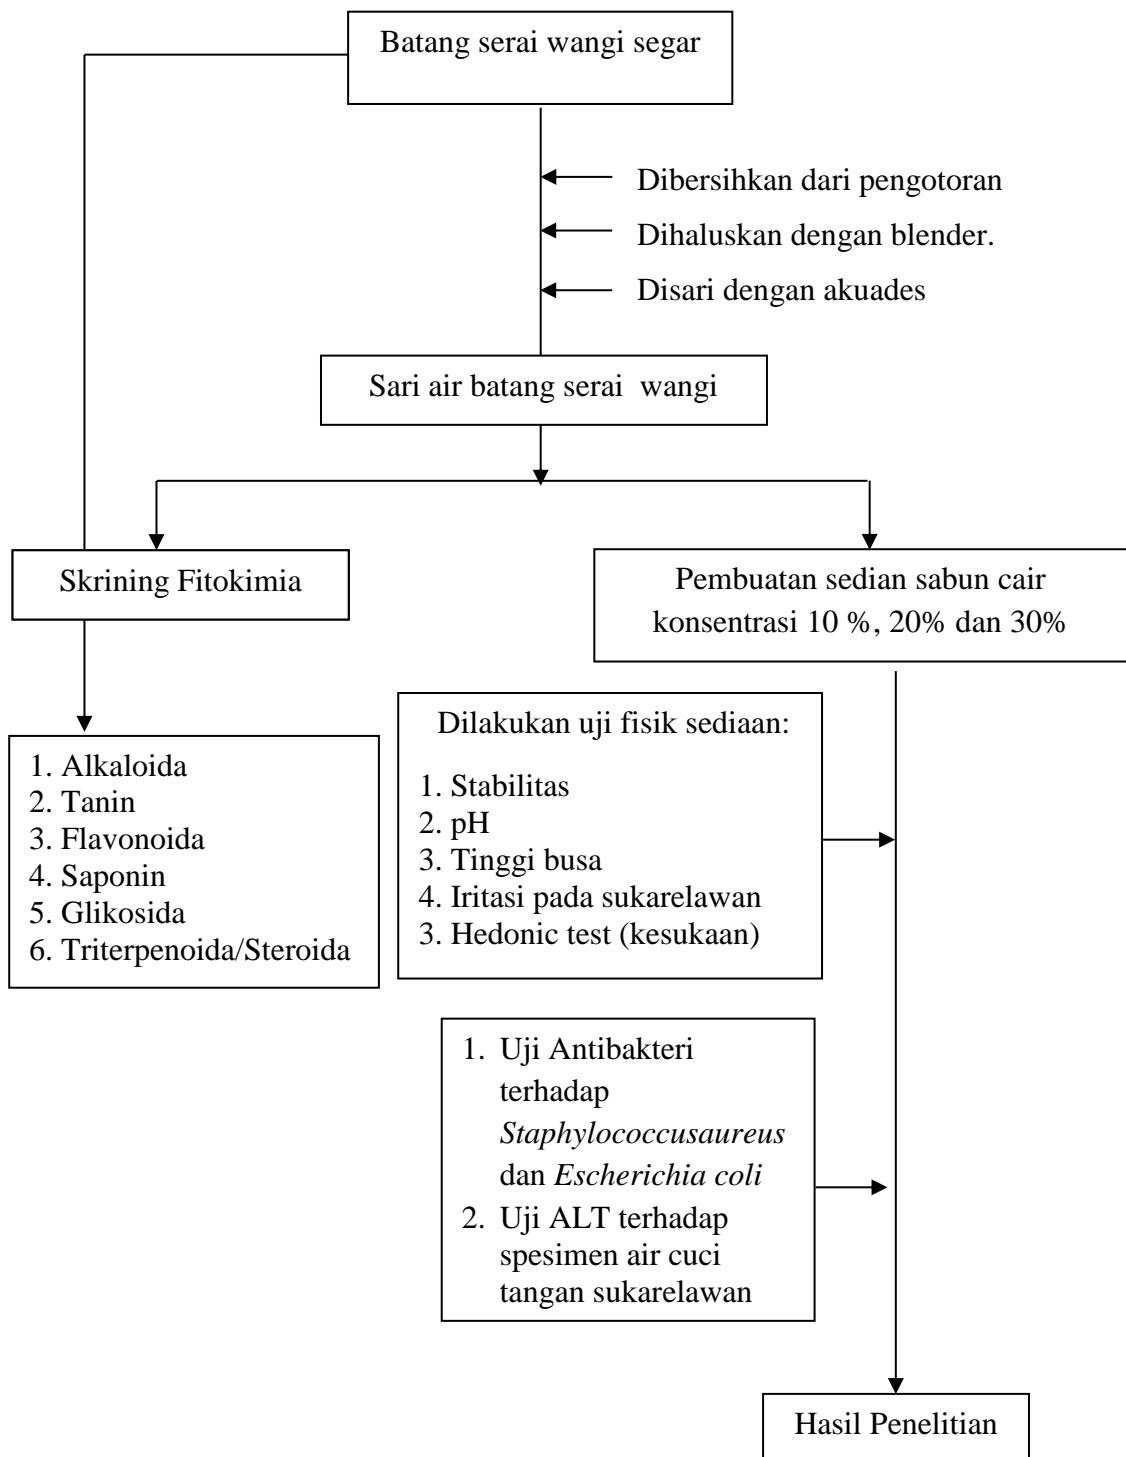 Batang serai wangi segar
Dibersihkan dari pengotoran
Dihaluskan dengan blender.
Disari dengan akuades
Sari air batang serai  wangi
Skrining Fitokimia
Pembuatan sedian sabun cair
konsentrasi 10 %, 20% dan 30%
1. Alkaloida
2. Tanin
3. Flavonoida
4. Saponin
5. Glikosida
6. Triterpenoida/Steroida
Dilakukan uji fisik sediaan:
1. Stabilitas
2. pH
3. Tinggi busa
4. Iritasi pada sukarelawan
3. Hedonic test (kesukaan)
1. Uji Antibakteri
terhadap
Staphylococcusaureus
dan Escherichia coli
2. Uji ALT terhadap
spesimen air cuci
tangan sukarelawan
Hasil Penelitian